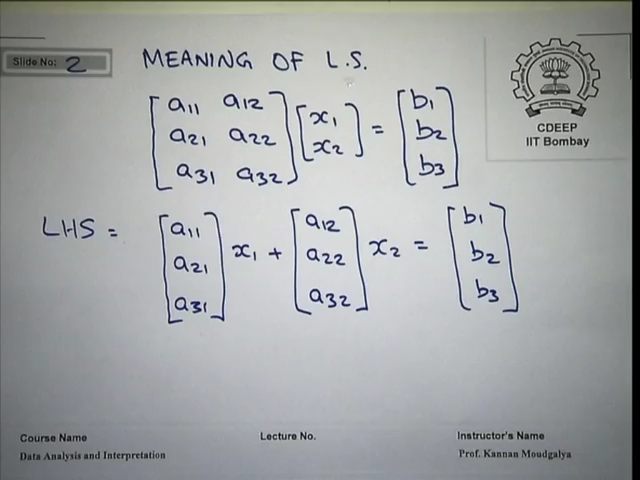 Slide No: 2
MEANING OF L.S.
[a11 a12; a21 a22; a31 a32] [x1; x2] = [b1; b2; b3]
LHS = [a11; a21; a31] x1 + [a12; a22; a32] x2 = [b1; b2; b3]
CDEEP
IIT Bombay
Course Name
Data Analysis and Interpretation
Lecture No.
Instructor's Name
Prof. Kannan Moudgalya